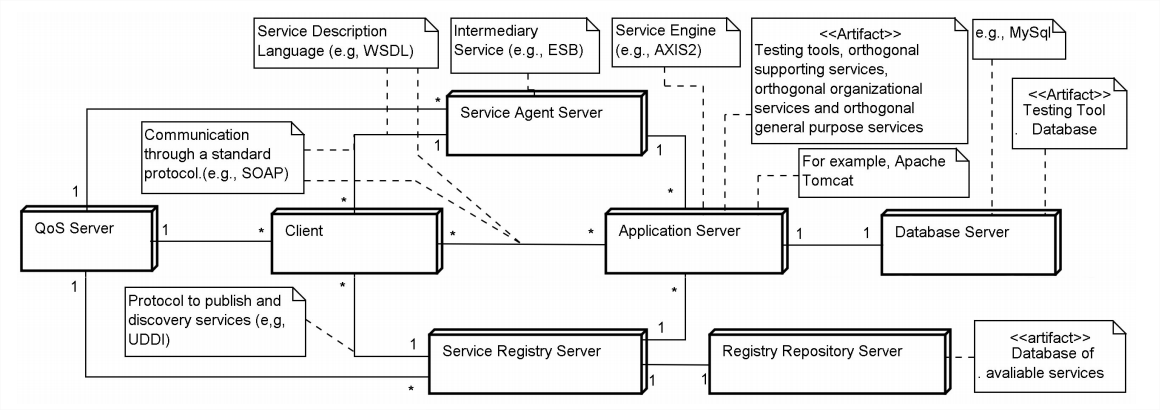 Service Description
Language (e.g, WSDL)
Intermediary
Service (e.g., ESB)
Service Engine
(e.g., AXIS2)
<<Artifact>>
Testing tools, orthogonal
supporting services,
orthogonal organizational
services and orthogonal
general purpose services
e.g., MySql
<<Artifact>>
Testing Tool
. Database
Communication
through a standard
protocol.(e.g., SOAP)
*
Service Agent Server
1
1
For example, Apache
Tomcat
1
*
*
QoS Server
1
*
Client
*
*
Application Server
1
1
Database Server
1
*
*
Protocol to publish and
discovery services (e,g,
UDDI)
1
1
Service Registry Server
*
1
1
Registry Repository Server
<<artifact>>
Database of
. avaliable services